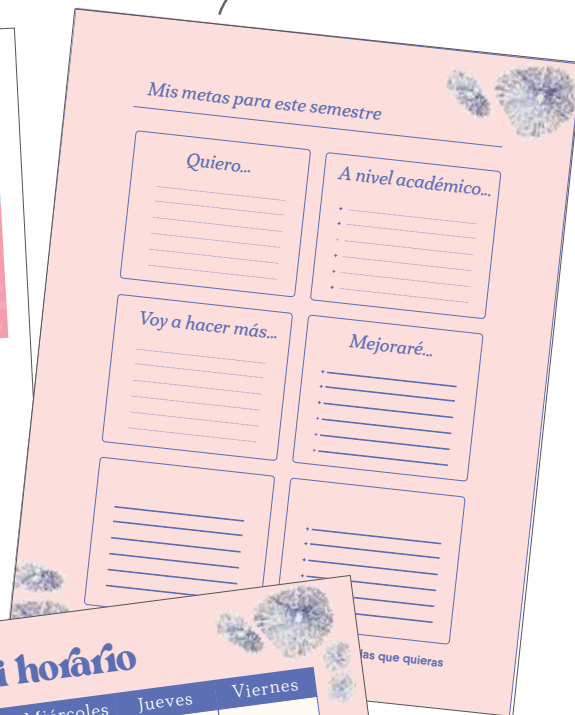 Mis metas para este semestre
Quiero...
A nivel académico...
Voy a hacer más...
Mejoraré...
las que quieras
i horario
Miércoles
Jueves
Viernes